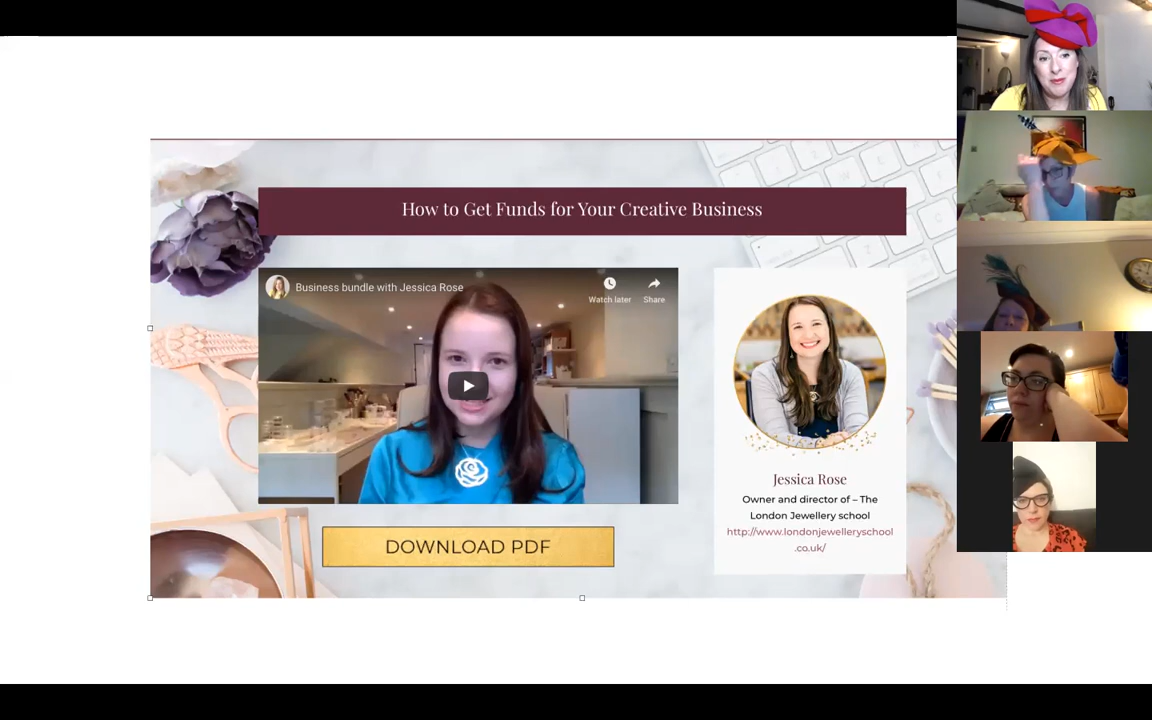 How to Get Funds for Your Creative Business
Business bundle with Jessica Rose
Watch later
Share
DOWNLOAD PDF
Jessica Rose
Owner and director of – The
London Jewellery school
http://www.londonjewelleryschool
.co.uk/